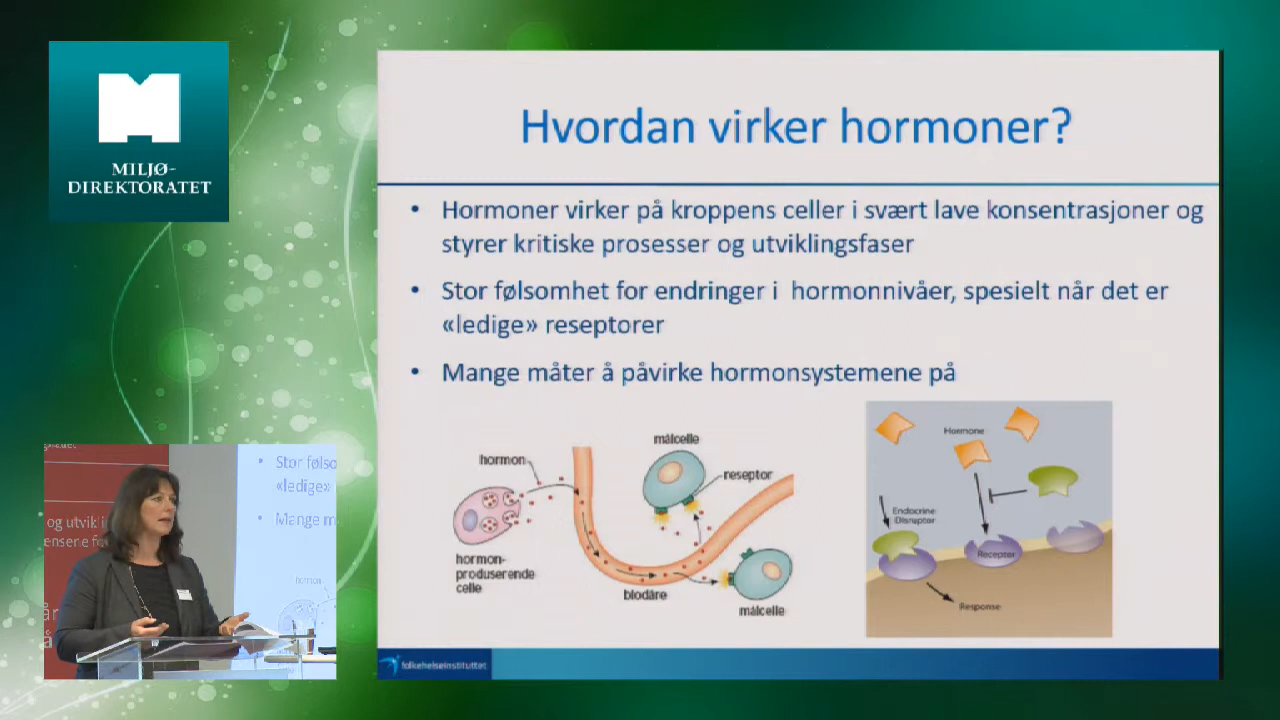 MILJØ-
DIREKTORATET
Hvordan virker hormoner?
• Hormoner virker på kroppens celler i svært lave konsentrasjoner og
styrer kritiske prosesser og utviklingsfaser
• Stor følsomhet for endringer i hormonnivåer, spesielt når det er
«ledige» reseptorer
• Mange måter å påvirke hormonsystemene på
hormon
målcelle
reseptor
hormon-
produserende
celle
blodåre
målcelle
Hormone
Endocrine
Disruptor
Receptor
Response
folkehelseinstituttet
• Stor følso
«ledige»
• Mange m
og utvik
hormon